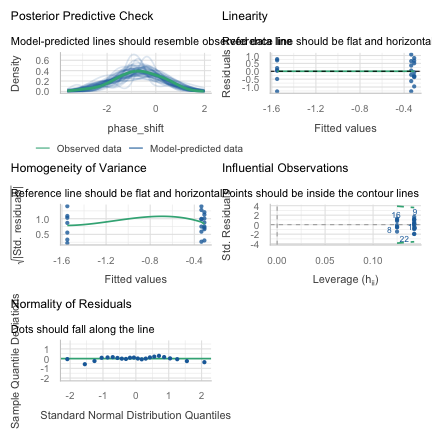 Posterior Predictive Check
Model-predicted lines should resemble observed data line
Density
0.6
0.4
0.2
0.0
-2
0
2
phase_shift
Observed data
Model-predicted data
Linearity
Reference line should be flat and horizontal
Residuals
1.0
0.5
0.0
-0.5
-1.0
-1.6
-1.2
-0.8
-0.4
Fitted values
Homogeneity of Variance
Reference line should be flat and horizontal
√|Std. residuals|
1.0
0.5
-1.6
-1.2
-0.8
-0.4
Fitted values
Influential Observations
Points should be inside the contour lines
Std. Residuals
4
2
0
-2
-4
16
9
8
22
0.00
0.05
0.10
Leverage (hᵢᵢ)
Normality of Residuals
Dots should fall along the line
Sample Quantile Deviations
1
0
-1
-2
-2
-1
0
1
2
Standard Normal Distribution Quantiles